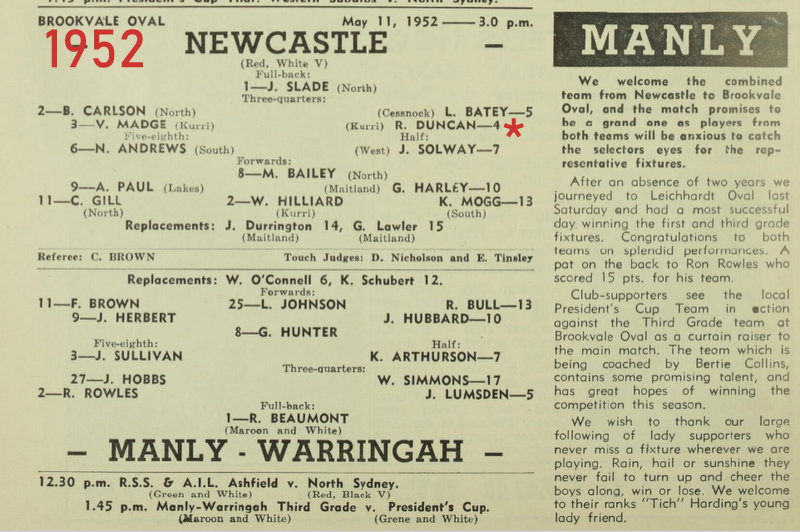 1.45 p.m. President's Cup Tha: Western Suburbs v. North Sydney.
BROOKVALE OVAL May 11, 1952 — 3.0 p.m.
1952
— NEWCASTLE —
(Red, White V)
Full-back:
1—J. SLADE (North)
Three-quarters:
2—B. CARLSON (North) (Cessnock) L. BATEY—5
3—V. MADGE (Kurri) (Kurri) R. DUNCAN—4 *
Five-eighth: Half:
6—N. ANDREWS (South) (West) J. SOLWAY—7
Forwards:
8—M. BAILEY (North)
9—A. PAUL (Lakes) (Maitland) G. HARLEY—10
11—C. GILL 2—W. HILLIARD K. MOGG—13
(North) (Kurri) (South)
Replacements: J. Durrington 14, G. Lawler 15
(Maitland) (Maitland)
Referee: C. BROWN Touch Judges: D. Nicholson and E. Tinsley
Replacements: W. O'Connell 6, K. Schubert 12.
Forwards:
11—F. BROWN 25—L. JOHNSON R. BULL—13
9—J. HERBERT J. HUBBARD—10
8—G. HUNTER
Five-eighth: Half:
3—J. SULLIVAN K. ARTHURSON—7
Three-quarters:
27—J. HOBBS W. SIMMONS—17
2—R. ROWLES J. LUMSDEN—5
Full-back:
1—R. BEAUMONT
(Maroon and White)
— MANLY - WARRINGAH —
12.30 p.m. R.S.S. & A.I.L. Ashfield v. North Sydney.
(Green and White) (Red, Black V)
1.45 p.m. Manly-Warringah Third Grade v. President's Cup.
(Maroon and White) (Grene and White)
MANLY
We welcome the combined
team from Newcastle to Brookvale
Oval, and the match promises to
be a grand one as players from
both teams will be anxious to catch
the selectors eyes for the rep-
resentative fixtures.
After an absence of two years we
journeyed to Leichhardt Oval last
Saturday and had a most successful
day winning the first and third grade
fixtures. Congratulations to both
teams on splendid performances. A
pat on the back to Ron Rowles who
scored 15 pts. for his team.
Club-supporters see the local
President's Cup Team in action
against the Third Grade team at
Brookvale Oval as a curtain raiser to
the main match. The team which is
being coached by Bertie Collins,
contains some promising talent, and
has great hopes of winning the
competition this season.
We wish to thank our large
following of lady supporters who
never miss a fixture wherever we are
playing. Rain, hail or sunshine they
never fail to turn up and cheer the
boys along, win or lose. We welcome
to their ranks "Tich" Harding's young
lady friend.